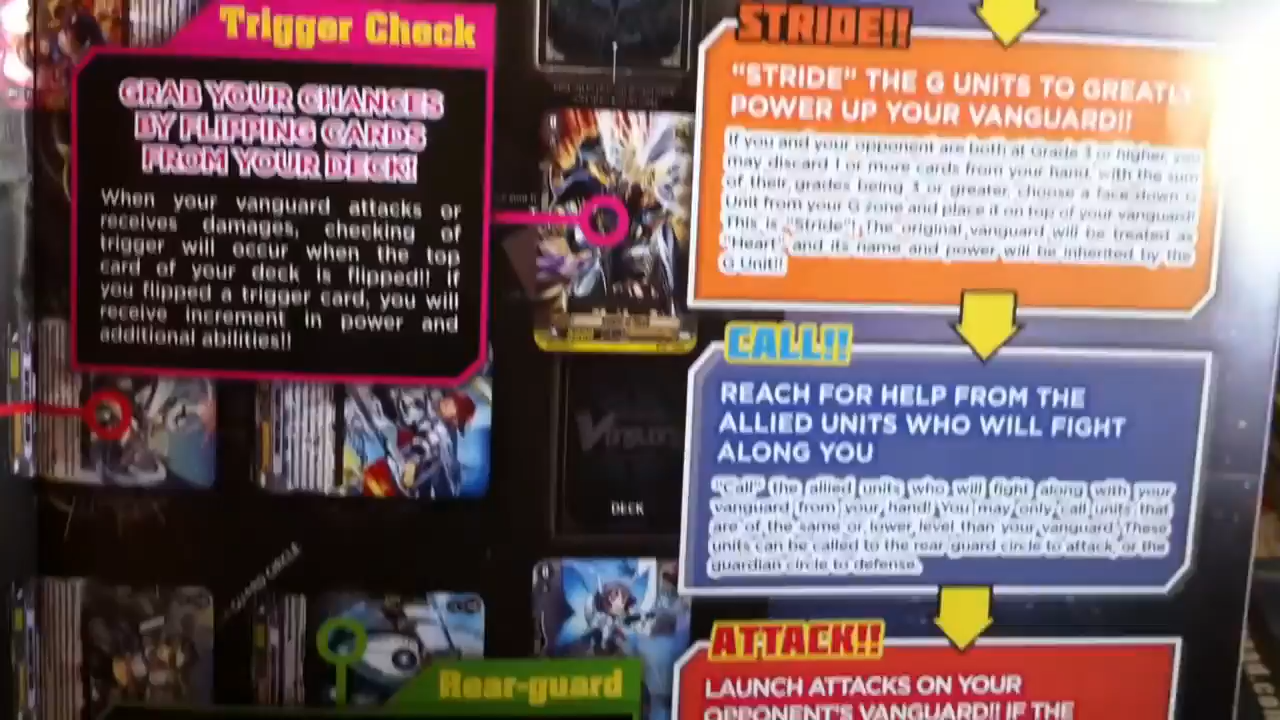 Trigger Check
GRAB YOUR CHANCES
BY FLIPPING CARDS
FROM YOUR DECK!
When your vanguard attacks or
receives damages, checking of
trigger will occur when the top
card of your deck is flipped!! If
you flipped a trigger card, you will
receive increment in power and
additional abilities!!
STRIDE!!
"STRIDE" THE G UNITS TO GREATLY
POWER UP YOUR VANGUARD!!
If you and your opponent are both at Grade 3 or higher, you
may discard 1 or more cards from your hand, with the sum
of their grades being 3 or greater, choose a face down G
Unit from your G zone and place it on top of your vanguard!
This is "Stride"! The original vanguard will be treated as
"Heart" and its name and power will be inherited by the
G Unit!!
CALL!!
REACH FOR HELP FROM THE
ALLIED UNITS WHO WILL FIGHT
ALONG YOU
"Call" the allied units who will fight along with your
vanguard from your hand! You may only call units that
are of the same or lower level than your vanguard. These
units can be called to the rear guard circle to attack, or the
guardian circle to defense.
DECK
GUARD CIRCLE
Rear-guard
ATTACK!!
LAUNCH ATTACKS ON YOUR
OPPONENT'S VANGUARD!! IF THE